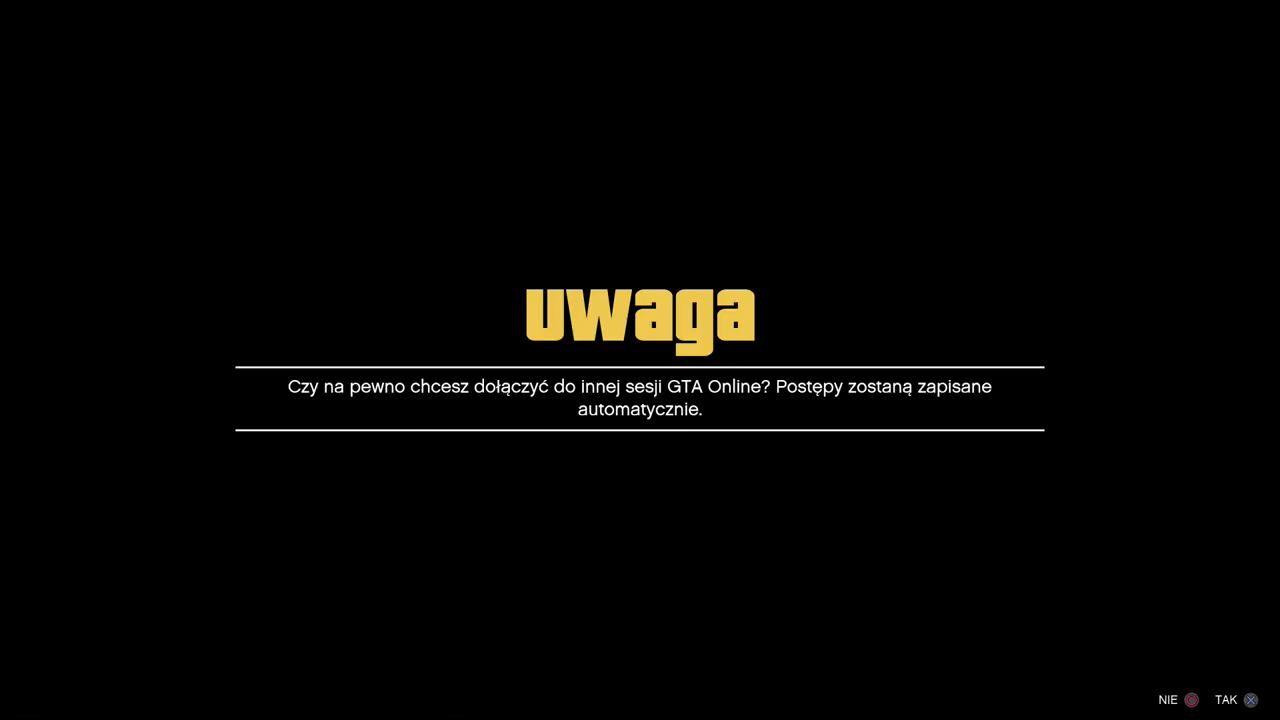 uwaga
Czy na pewno chcesz dołączyć do innej sesji GTA Online? Postępy zostaną zapisane
automatycznie.
NIE TAK